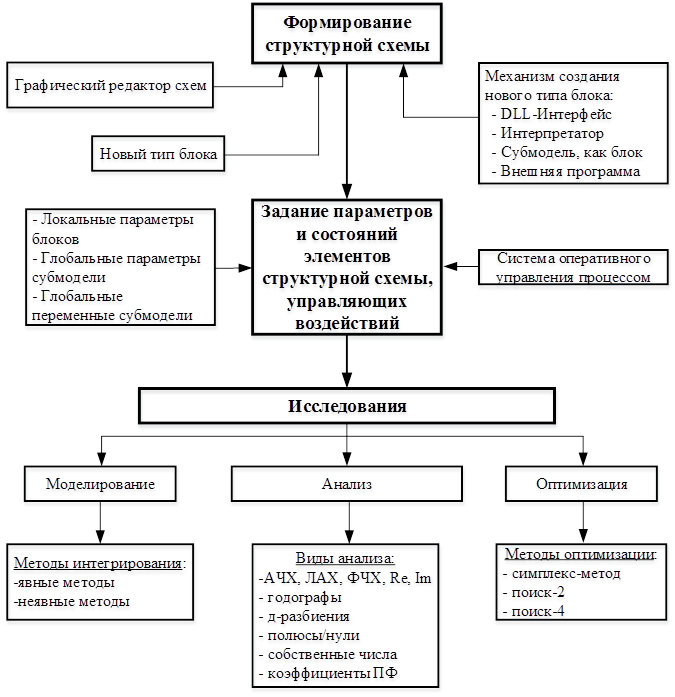 Формирование
структурной схемы
Графический редактор схем
Новый тип блока
Механизм создания
нового типа блока:
- DLL-Интерфейс
- Интерпретатор
- Субмодель, как блок
- Внешняя программа
- Локальные параметры
блоков
- Глобальные параметры
субмодели
- Глобальные
переменные субмодели
Задание параметров
и состояний
элементов
структурной схемы,
управляющих
воздействий
Система оперативного
управления процессом
Исследования
Моделирование
Анализ
Оптимизация
Методы интегрирования:
-явные методы
-неявные методы
Виды анализа:
-АЧХ, ЛАХ, ФЧХ, Re, Im
- годографы
- д-разбиения
- полюсы/нули
- собственные числа
- коэффициенты ПФ
Методы оптимизации:
- симплекс-метод
- поиск-2
- поиск-4